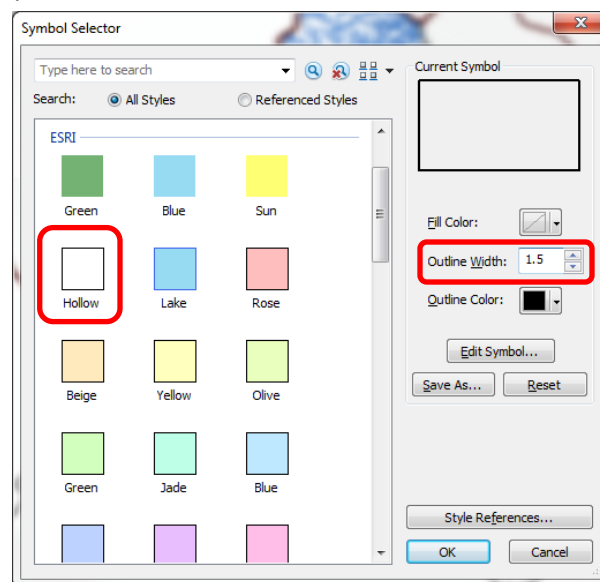 Symbol Selector
Type here to search
Search: All Styles Referenced Styles
ESRI
Green Blue Sun
Hollow Lake Rose
Beige Yellow Olive
Green Jade Blue
Current Symbol
Fill Color:
Outline Width: 1.5
Outline Color:
Edit Symbol...
Save As... Reset
Style References...
OK Cancel